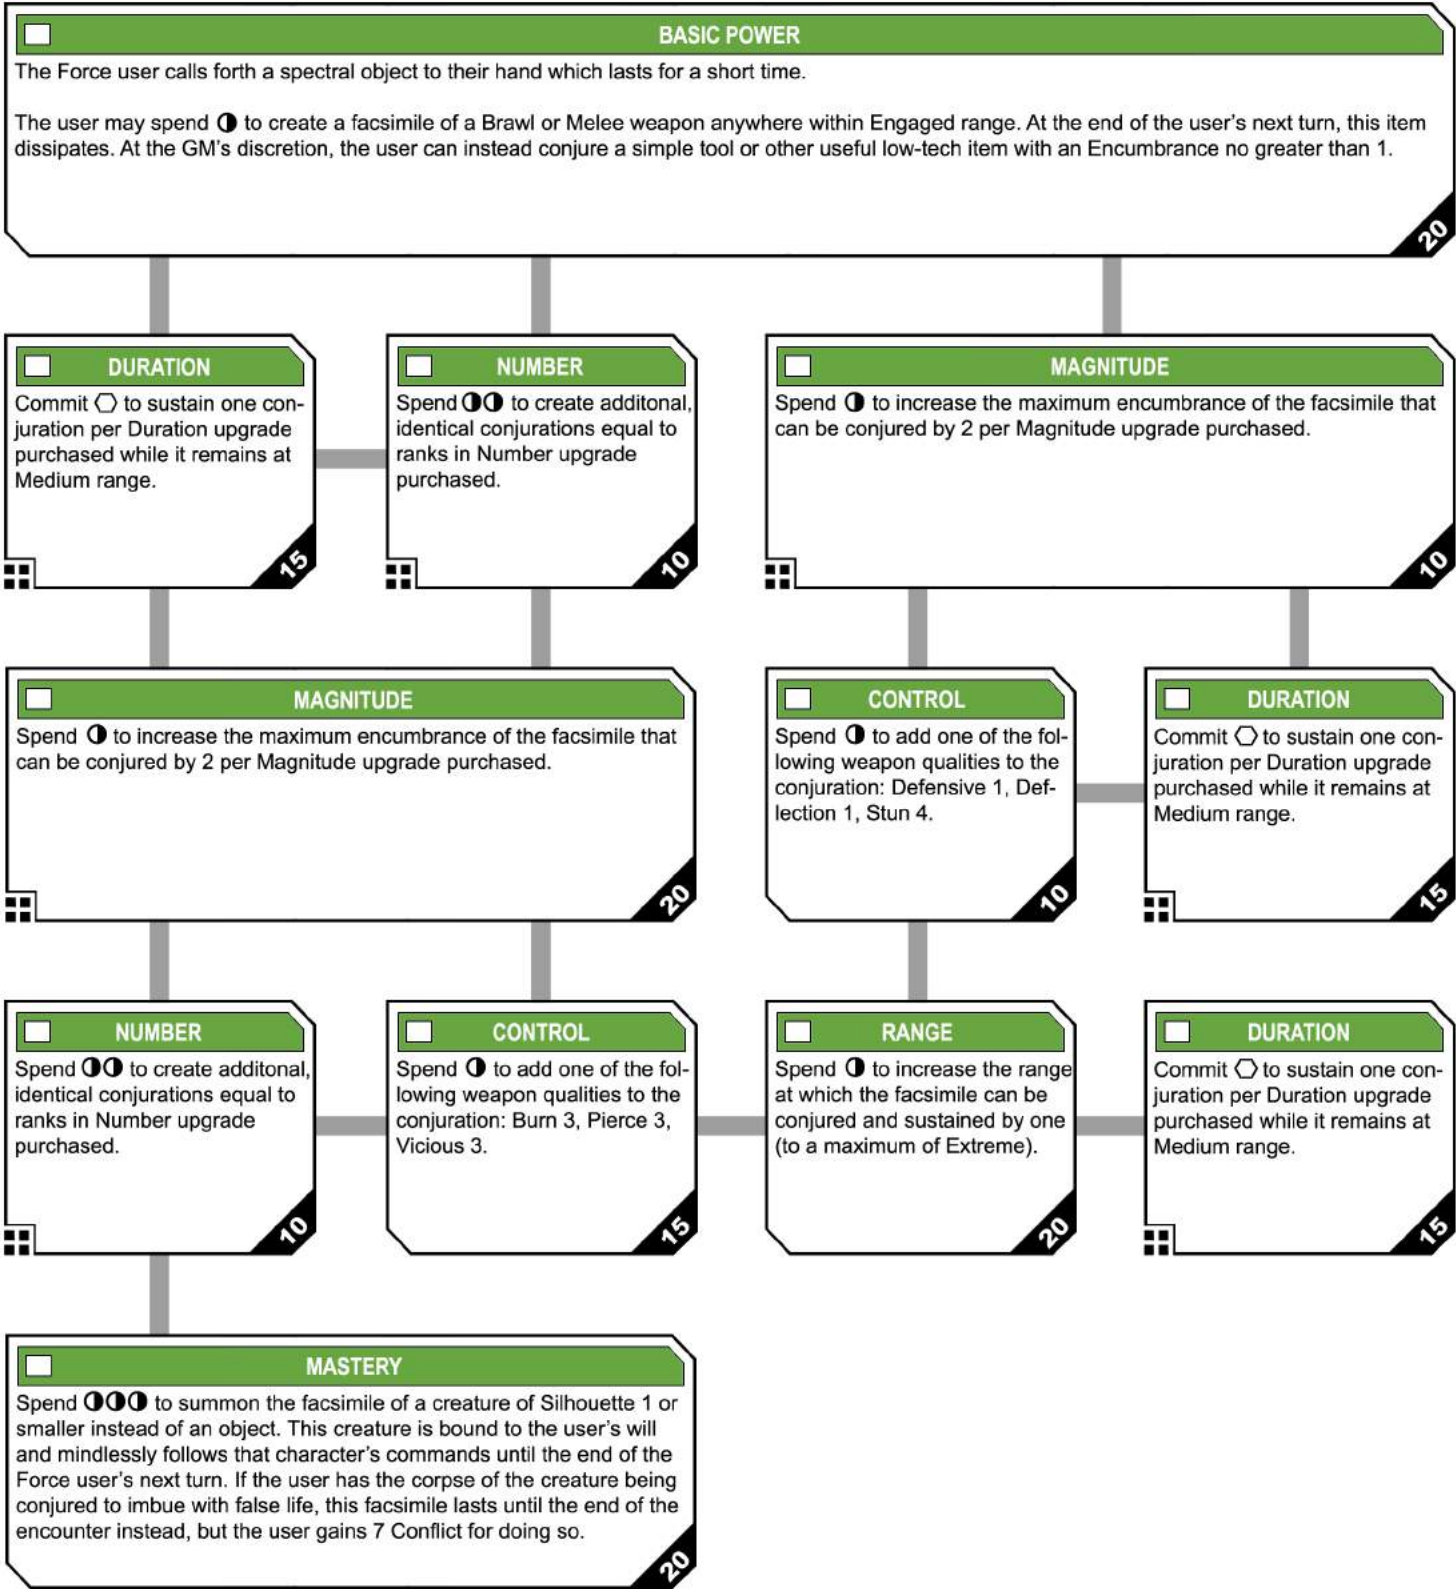 BASIC POWER
The Force user calls forth a spectral object to their hand which lasts for a short time.
The user may spend ◑ to create a facsimile of a Brawl or Melee weapon anywhere within Engaged range. At the end of the user's next turn, this item
dissipates. At the GM's discretion, the user can instead conjure a simple tool or other useful low-tech item with an Encumbrance no greater than 1.
20
DURATION
Commit ⬡ to sustain one con-
juration per Duration upgrade
purchased while it remains at
Medium range.
15
NUMBER
Spend ◑◑ to create additonal,
identical conjurations equal to
ranks in Number upgrade
purchased.
10
MAGNITUDE
Spend ◑ to increase the maximum encumbrance of the facsimile that
can be conjured by 2 per Magnitude upgrade purchased.
10
MAGNITUDE
Spend ◑ to increase the maximum encumbrance of the facsimile that
can be conjured by 2 per Magnitude upgrade purchased.
20
CONTROL
Spend ◑ to add one of the fol-
lowing weapon qualities to the
conjuration: Defensive 1, Def-
lection 1, Stun 4.
10
DURATION
Commit ⬡ to sustain one con-
juration per Duration upgrade
purchased while it remains at
Medium range.
15
NUMBER
Spend ◑◑ to create additonal,
identical conjurations equal to
ranks in Number upgrade
purchased.
10
CONTROL
Spend ◑ to add one of the fol-
lowing weapon qualities to the
conjuration: Burn 3, Pierce 3,
Vicious 3.
15
RANGE
Spend ◑ to increase the range
at which the facsimile can be
conjured and sustained by one
(to a maximum of Extreme).
20
DURATION
Commit ⬡ to sustain one con-
juration per Duration upgrade
purchased while it remains at
Medium range.
15
MASTERY
Spend ◑◑◑ to summon the facsimile of a creature of Silhouette 1 or
smaller instead of an object. This creature is bound to the user's will
and mindlessly follows that character's commands until the end of the
Force user's next turn. If the user has the corpse of the creature being
conjured to imbue with false life, this facsimile lasts until the end of the
encounter instead, but the user gains 7 Conflict for doing so.
20